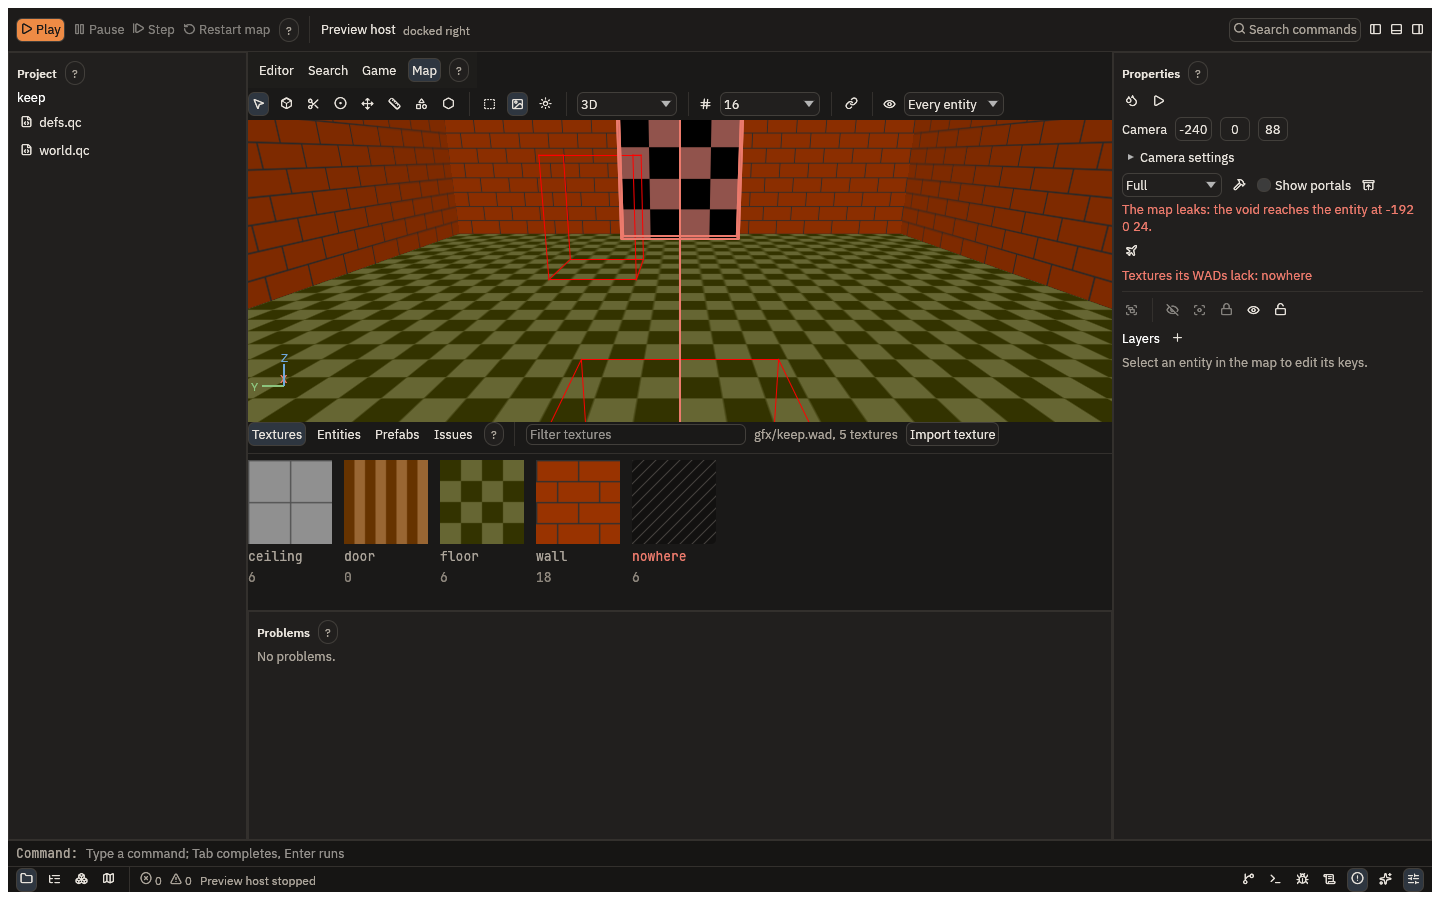 Play Pause Step Restart map ? Preview host docked right Search commands
Project ?
keep
defs.qc
world.qc
Editor Search Game Map ?
3D 16 Every entity
Z
X
Y
Textures Entities Prefabs Issues ? Filter textures gfx/keep.wad, 5 textures Import texture
ceiling door floor wall nowhere
6 0 6 18 6
Problems ?
No problems.
Properties ?
Camera -240 0 88
Camera settings
Full Show portals
The map leaks: the void reaches the entity at -192
0 24.
Textures its WADs lack: nowhere
Layers +
Select an entity in the map to edit its keys.
Command: Type a command; Tab completes, Enter runs
0 0 Preview host stopped